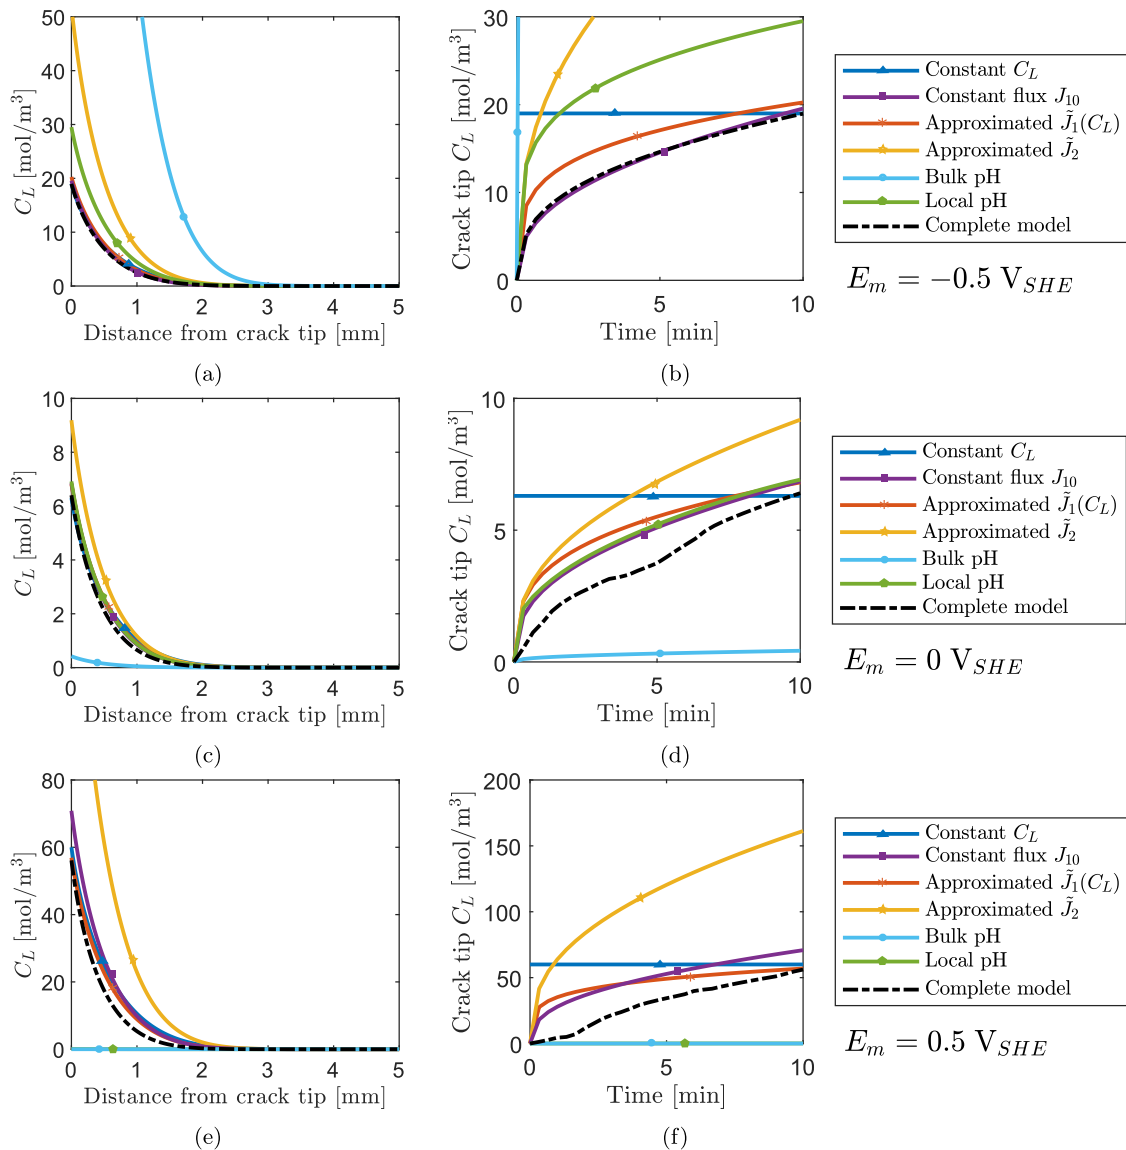 50
40
30
20
10
0
C_L [mol/m³]
0 1 2 3 4 5
Distance from crack tip [mm]
(a)
30
20
10
0
Crack tip C_L [mol/m³]
0 5 10
Time [min]
(b)
Constant C_L
Constant flux J_10
Approximated J̃_1(C_L)
Approximated J̃_2
Bulk pH
Local pH
Complete model
E_m = −0.5 V_SHE
10
8
6
4
2
0
C_L [mol/m³]
0 1 2 3 4 5
Distance from crack tip [mm]
(c)
10
5
0
Crack tip C_L [mol/m³]
0 5 10
Time [min]
(d)
Constant C_L
Constant flux J_10
Approximated J̃_1(C_L)
Approximated J̃_2
Bulk pH
Local pH
Complete model
E_m = 0 V_SHE
80
60
40
20
0
C_L [mol/m³]
0 1 2 3 4 5
Distance from crack tip [mm]
(e)
200
150
100
50
0
Crack tip C_L [mol/m³]
0 5 10
Time [min]
(f)
Constant C_L
Constant flux J_10
Approximated J̃_1(C_L)
Approximated J̃_2
Bulk pH
Local pH
Complete model
E_m = 0.5 V_SHE